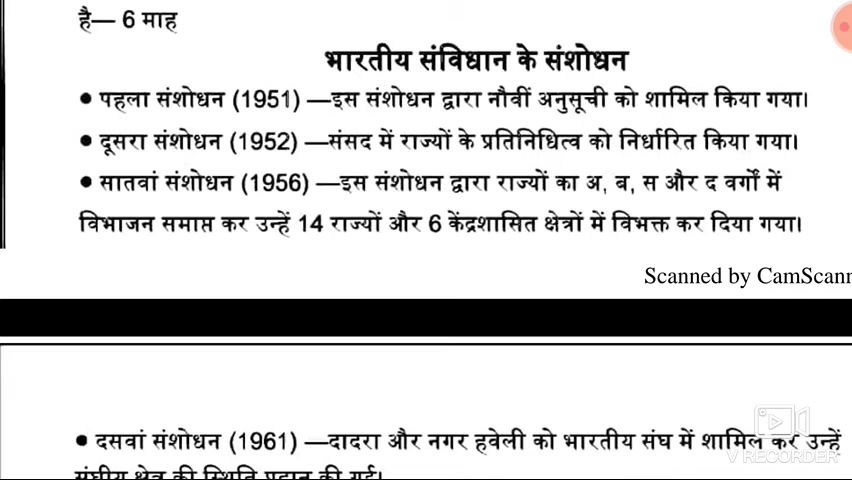 है— 6 माह
भारतीय संविधान के संशोधन
● पहला संशोधन (1951) —इस संशोधन द्वारा नौवीं अनुसूची को शामिल किया गया।
● दूसरा संशोधन (1952) —संसद में राज्यों के प्रतिनिधित्व को निर्धारित किया गया।
● सातवां संशोधन (1956) —इस संशोधन द्वारा राज्यों का अ, ब, स और द वर्गों में
विभाजन समाप्त कर उन्हें 14 राज्यों और 6 केंद्रशासित क्षेत्रों में विभक्त कर दिया गया।
Scanned by CamScann
● दसवां संशोधन (1961) —दादरा और नगर हवेली को भारतीय संघ में शामिल कर उन्हें
संघीय क्षेत्र की स्थिति प्रदान की गई।
V RECORDER